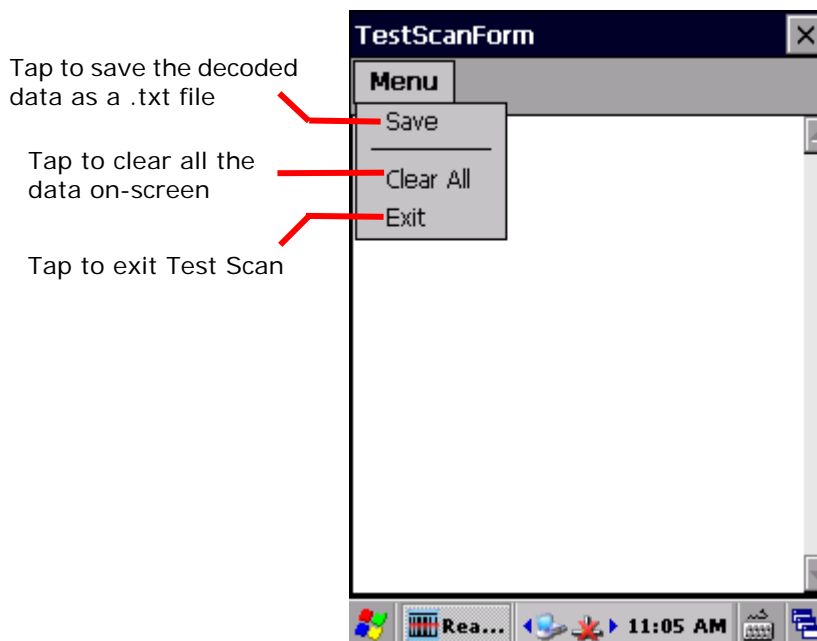 TestScanForm
Menu
Tap to save the decoded
data as a .txt file
Save
Tap to clear all the
data on-screen
Clear All
Exit
Tap to exit Test Scan
Rea...
11:05 AM